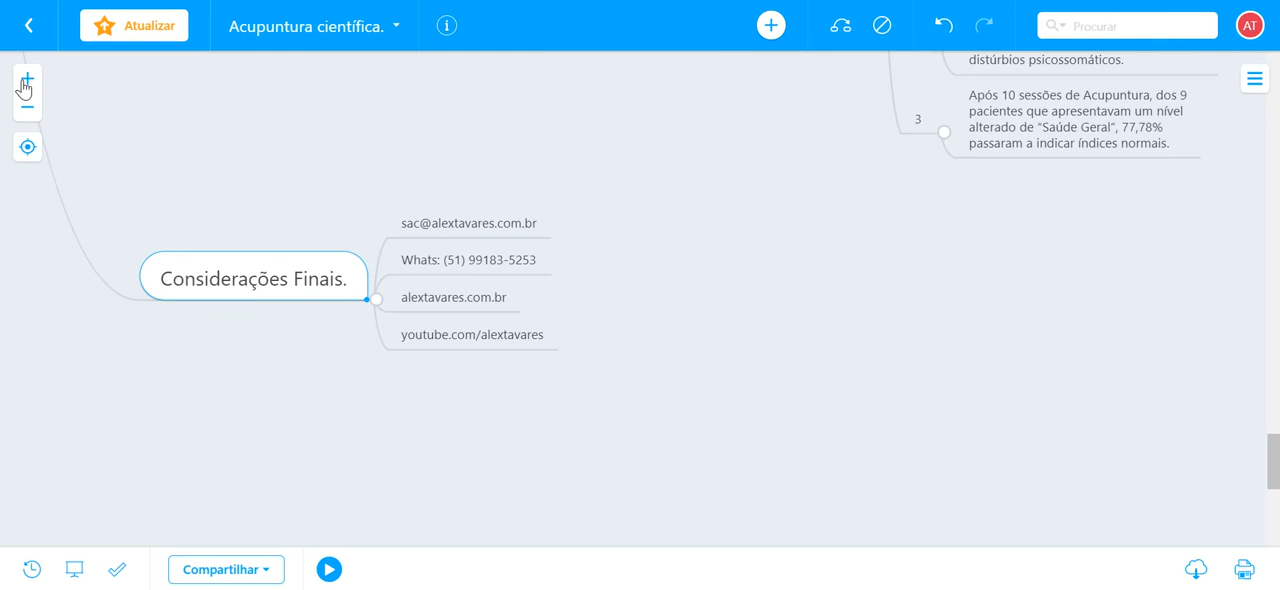 Atualizar
Acupuntura científica.
i
Procurar
AT
distúrbios psicossomáticos.
3
Após 10 sessões de Acupuntura, dos 9
pacientes que apresentavam um nível
alterado de “Saúde Geral”, 77,78%
passaram a indicar índices normais.
Considerações Finais.
sac@alextavares.com.br
Whats: (51) 99183-5253
alextavares.com.br
youtube.com/alextavares
Compartilhar